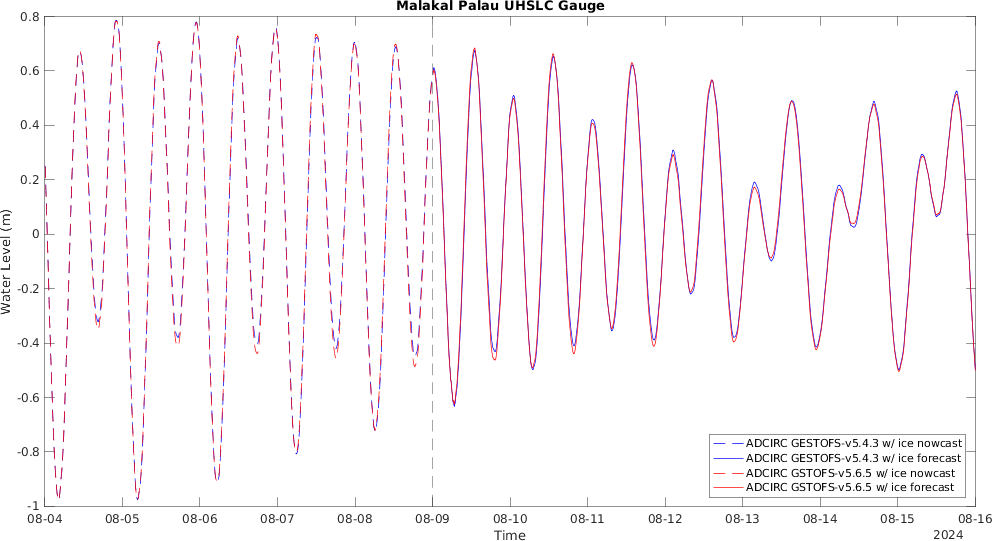 Malakal Palau UHSLC Gauge
0.8
0.6
0.4
0.2
0
-0.2
-0.4
-0.6
-0.8
-1
Water Level (m)
ADCIRC GESTOFS-v5.4.3 w/ ice nowcast
ADCIRC GESTOFS-v5.4.3 w/ ice forecast
ADCIRC GSTOFS-v5.6.5 w/ ice nowcast
ADCIRC GSTOFS-v5.6.5 w/ ice forecast
08-04 08-05 08-06 08-07 08-08 08-09 08-10 08-11 08-12 08-13 08-14 08-15 08-16
Time
2024